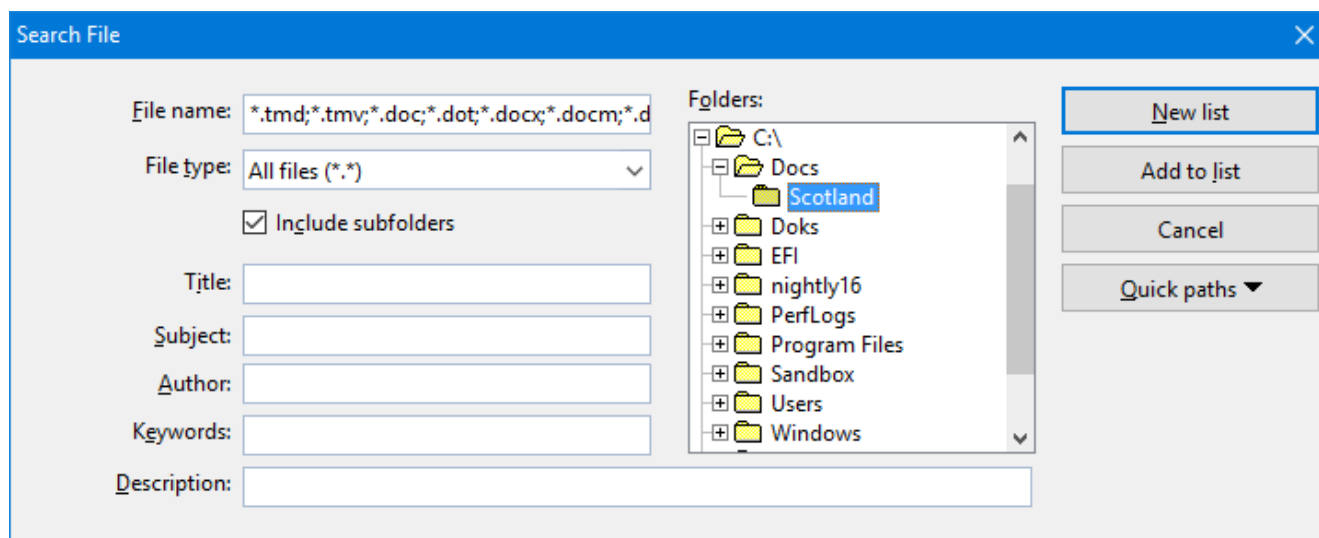 Search File
File name:
*.tmd;*.tmv;*.doc;*.dot;*.docx;*.docm;*.d
File type:
All files (*.*)
Include subfolders
Title:
Subject:
Author:
Keywords:
Description:
Folders:
C:\
Docs
Scotland
Doks
EFI
nightly16
PerfLogs
Program Files
Sandbox
Users
Windows
New list
Add to list
Cancel
Quick paths